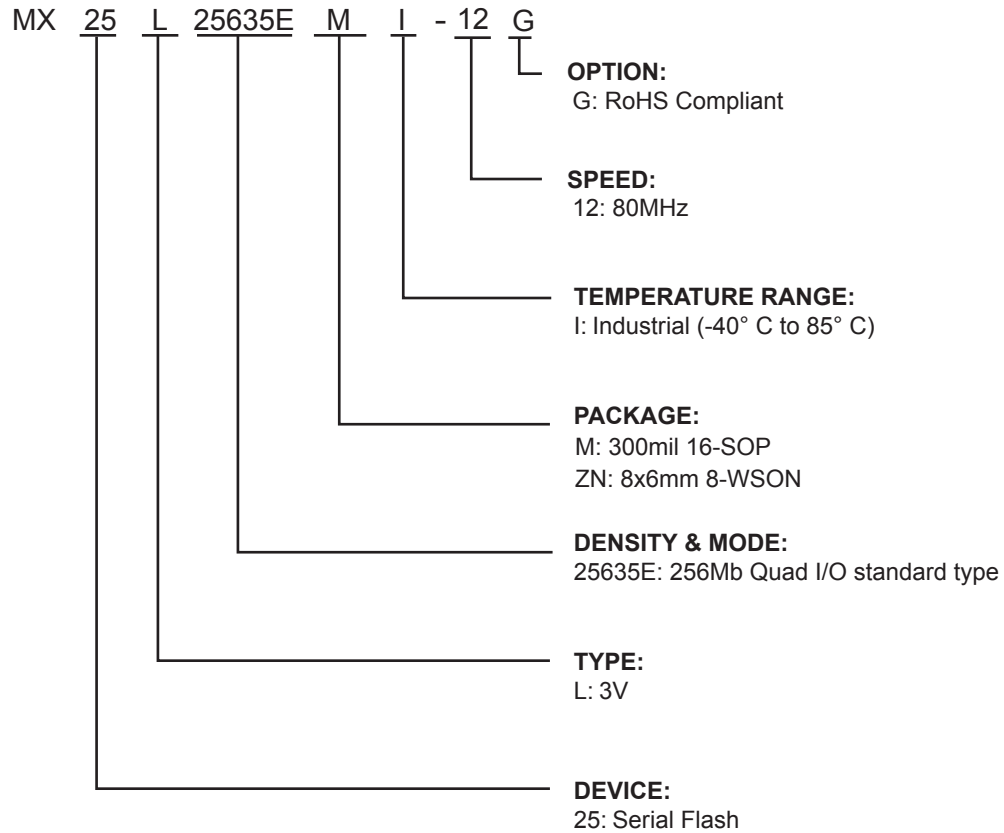 MX 25 L 25635E M I - 12 G
OPTION:
G: RoHS Compliant
SPEED:
12: 80MHz
TEMPERATURE RANGE:
I: Industrial (-40° C to 85° C)
PACKAGE:
M: 300mil 16-SOP
ZN: 8x6mm 8-WSON
DENSITY & MODE:
25635E: 256Mb Quad I/O standard type
TYPE:
L: 3V
DEVICE:
25: Serial Flash